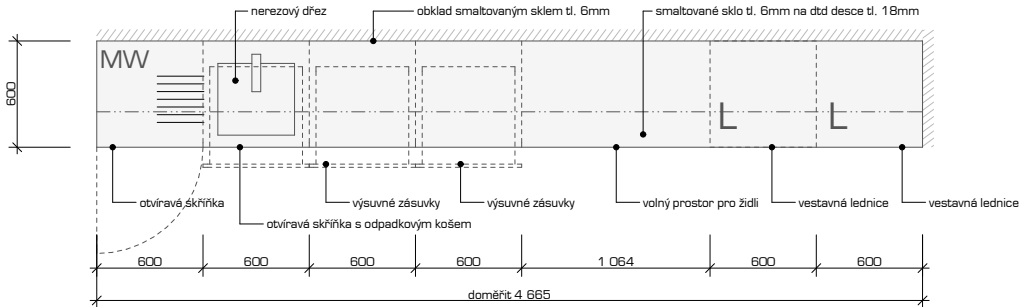 nerezový dřez
obklad smaltovaným sklem tl. 6mm
smaltované sklo tl. 6mm na dtd desce tl. 18mm
MW
600
L
L
otvíravá skříňka
výsuvné zásuvky
výsuvné zásuvky
volný prostor pro židli
vestavná lednice
vestavná lednice
otvíravá skříňka s odpadkovým košem
600
600
600
600
1 064
600
600
doměřit 4 665